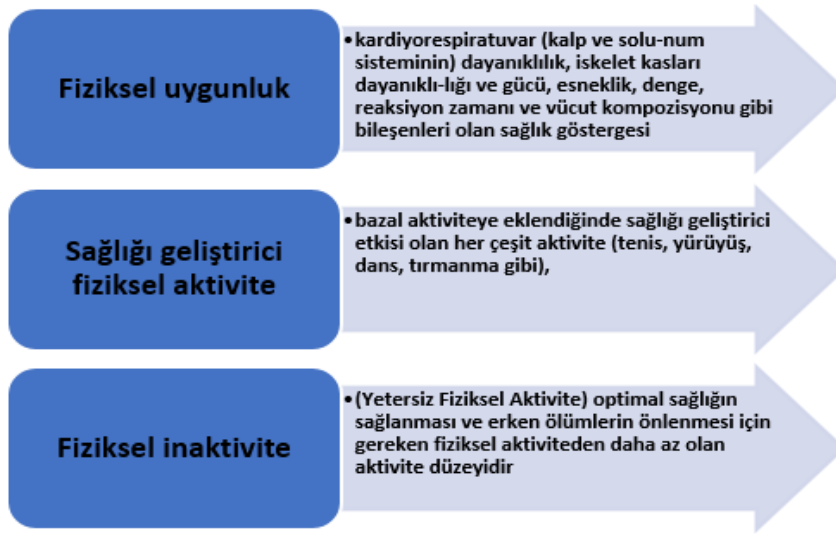 Fiziksel uygunluk
•kardiyorespiratuvar (kalp ve solu-num
sisteminin) dayanıklılık, iskelet kasları
dayanıklı-lığı ve gücü, esneklik, denge,
reaksiyon zamanı ve vücut kompozisyonu gibi
bileşenleri olan sağlık göstergesi
Sağlığı geliştirici
fiziksel aktivite
•bazal aktiviteye eklendiğinde sağlığı geliştirici
etkisi olan her çeşit aktivite (tenis, yürüyüş,
dans, tırmanma gibi),
Fiziksel inaktivite
•(Yetersiz Fiziksel Aktivite) optimal sağlığın
sağlanması ve erken ölümlerin önlenmesi için
gereken fiziksel aktiviteden daha az olan
aktivite düzeyidir